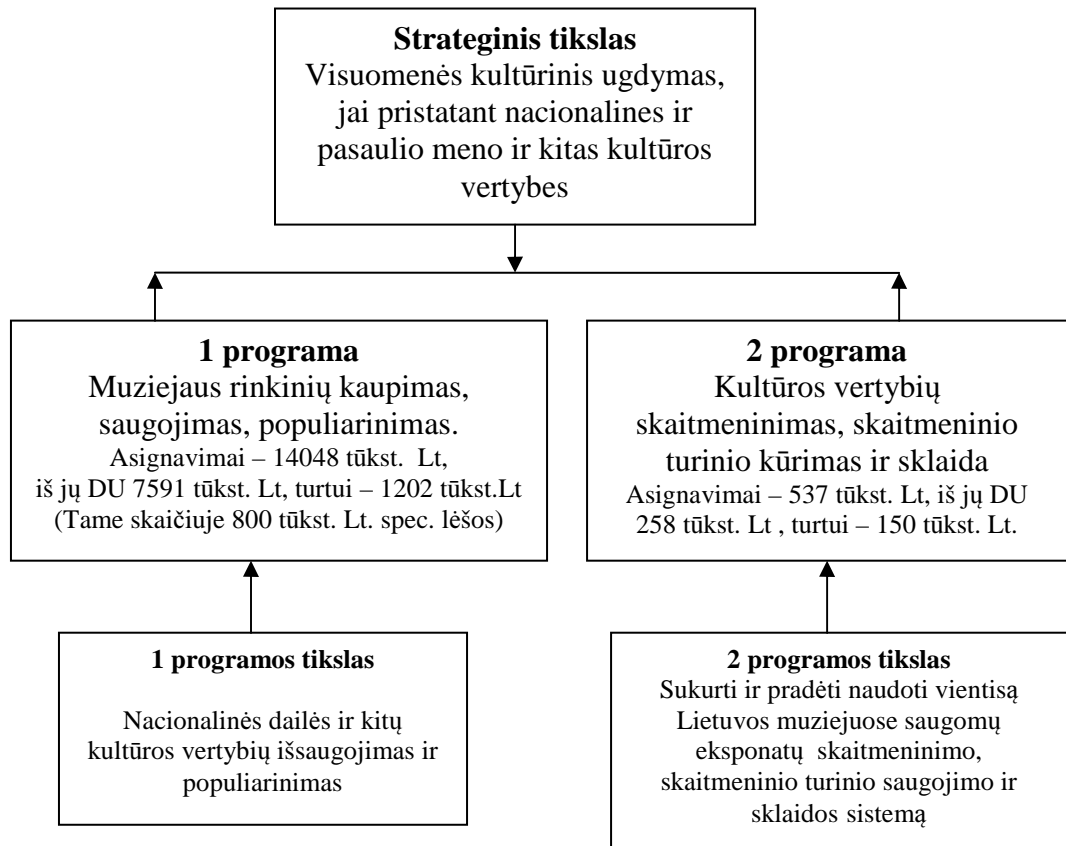 Strateginis tikslas
Visuomenės kultūrinis ugdymas,
jai pristatant nacionalines ir
pasaulio meno ir kitas kultūros
vertybes
1 programa
Muziejaus rinkinių kaupimas,
saugojimas, populiarinimas.
Asignavimai – 14048 tūkst. Lt,
iš jų DU 7591 tūkst. Lt, turtui – 1202 tūkst.Lt
(Tame skaičiuje 800 tūkst. Lt. spec. lėšos)
2 programa
Kultūros vertybių
skaitmeninimas, skaitmeninio
turinio kūrimas ir sklaida
Asignavimai – 537 tūkst. Lt, iš jų DU
258 tūkst. Lt , turtui – 150 tūkst. Lt.
1 programos tikslas
Nacionalinės dailės ir kitų
kultūros vertybių išsaugojimas ir
populiarinimas
2 programos tikslas
Sukurti ir pradėti naudoti vientisą
Lietuvos muziejuose saugomų
eksponatų skaitmeninimo,
skaitmeninio turinio saugojimo ir
sklaidos sistemą